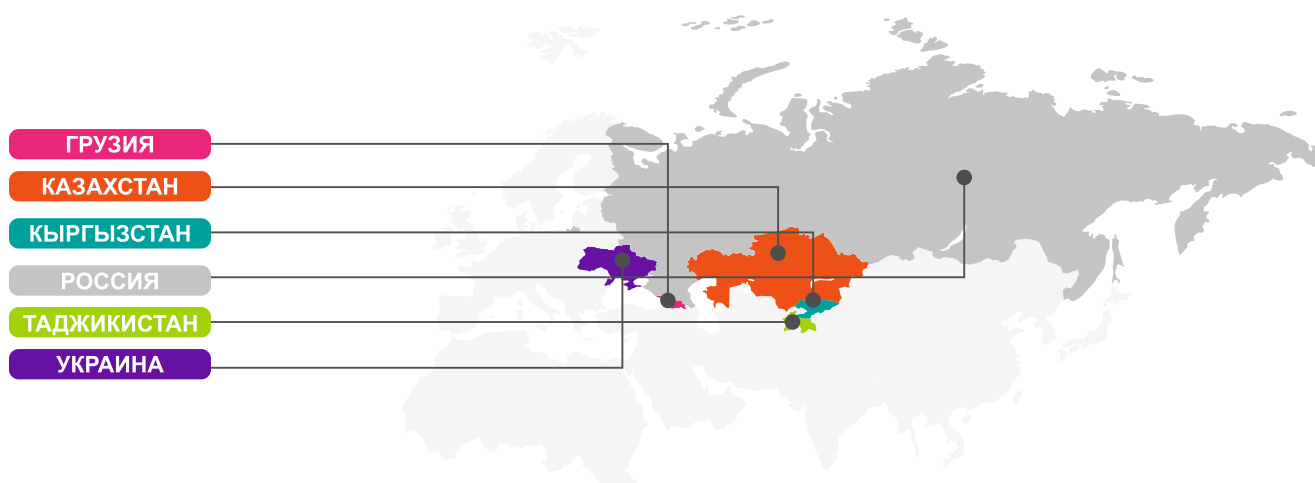 ГРУЗИЯ
КАЗАХСТАН
КЫРГЫЗСТАН
РОССИЯ
ТАДЖИКИСТАН
УКРАИНА